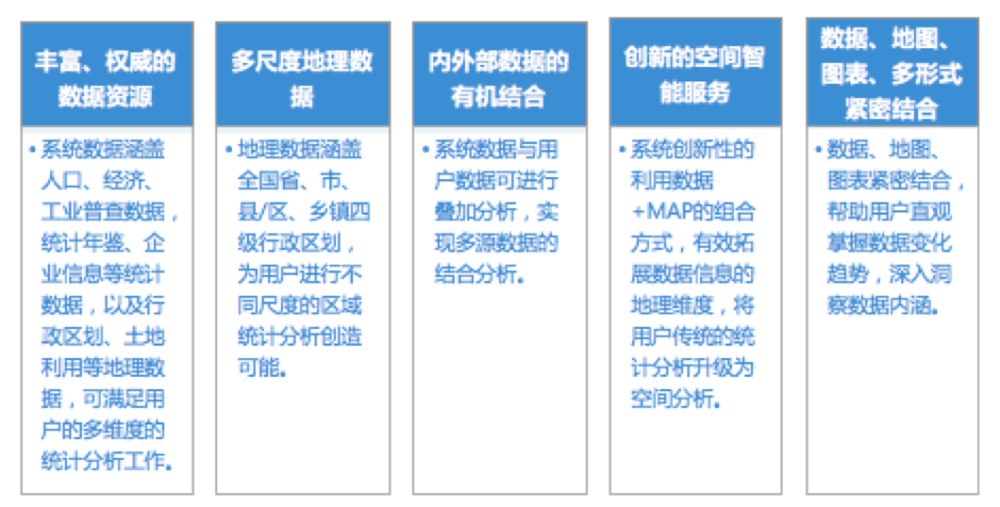 丰富、权威的
数据资源
• 系统数据涵盖
人口、经济、
工业普查数据，
统计年鉴、企
业信息等统计
数据，以及行
政区划、土地
利用等地理数
据，可满足用
户的多维度的
统计分析工作。
多尺度地理数
据
• 地理数据涵盖
全国省、市、
县/区、乡镇四
级行政区划，
为用户进行不
同尺度的区域
统计分析创造
可能。
内外部数据的
有机结合
• 系统数据与用
户数据可进行
叠加分析，实
现多源数据的
结合分析。
创新的空间智
能服务
• 系统创新性的
利用数据
+MAP的组合
方式，有效拓
展数据信息的
地理维度，将
用户传统的统
计分析升级为
空间分析。
数据、地图、
图表、多形式
紧密结合
• 数据、地图、
图表紧密结合，
帮助用户直观
掌握数据变化
趋势，深入洞
察数据内涵。